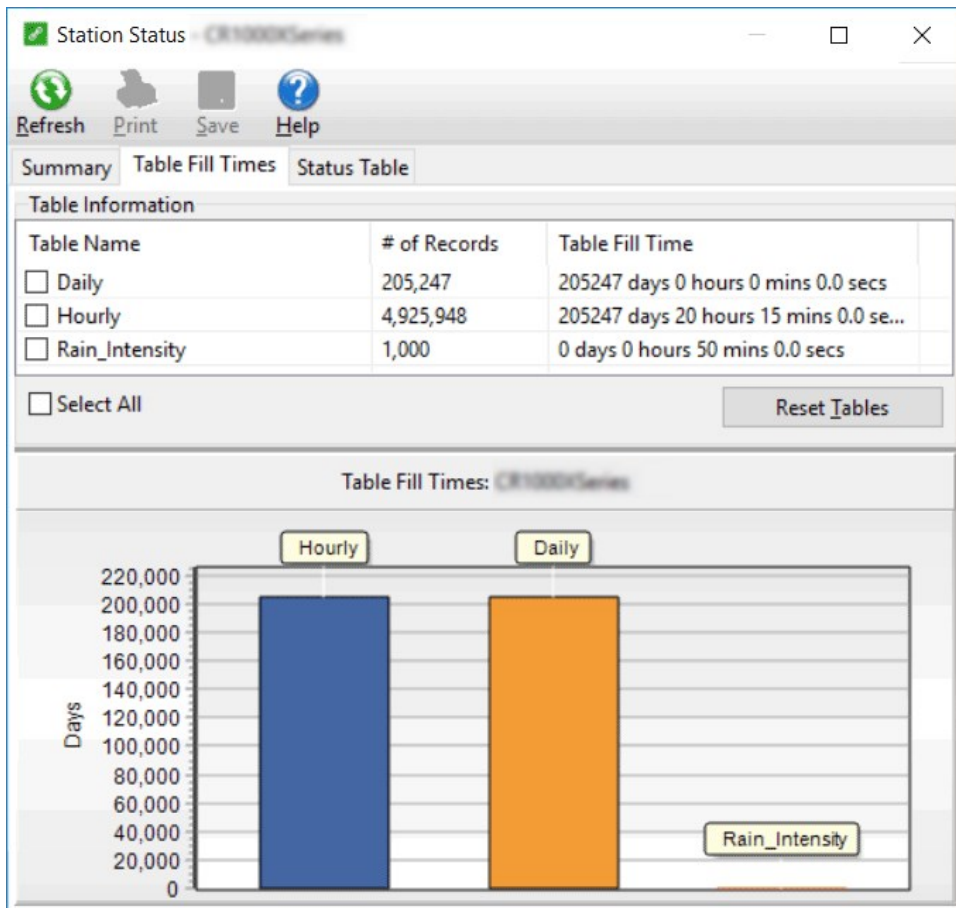 Station Status -
Refresh Print Save Help
Summary Table Fill Times Status Table
Table Information
Table Name # of Records Table Fill Time
Daily 205,247 205247 days 0 hours 0 mins 0.0 secs
Hourly 4,925,948 205247 days 20 hours 15 mins 0.0 se...
Rain_Intensity 1,000 0 days 0 hours 50 mins 0.0 secs
Select All Reset Tables
Table Fill Times:
Hourly Daily
220,000
200,000
180,000
160,000
140,000
120,000
100,000
80,000
60,000
40,000
20,000
0
Days
Rain_Intensity